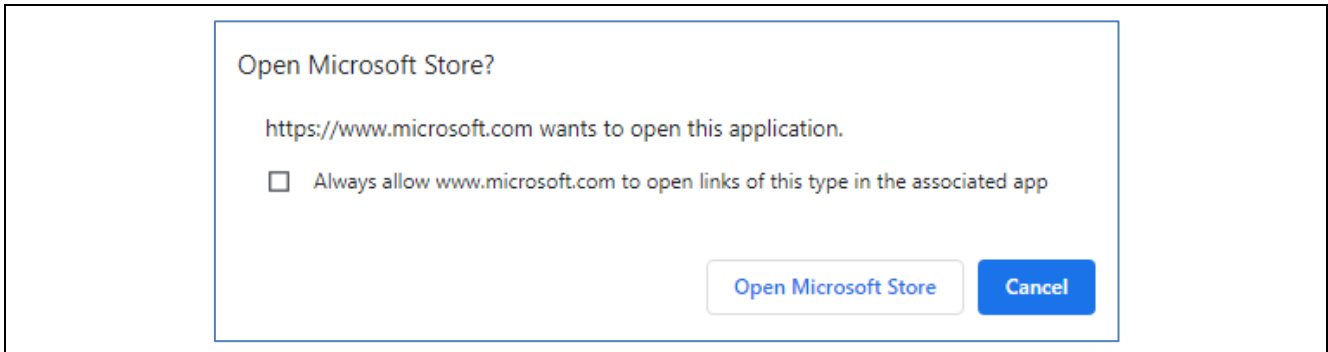 Open Microsoft Store?
https://www.microsoft.com wants to open this application.
Always allow www.microsoft.com to open links of this type in the associated app
Open Microsoft Store Cancel